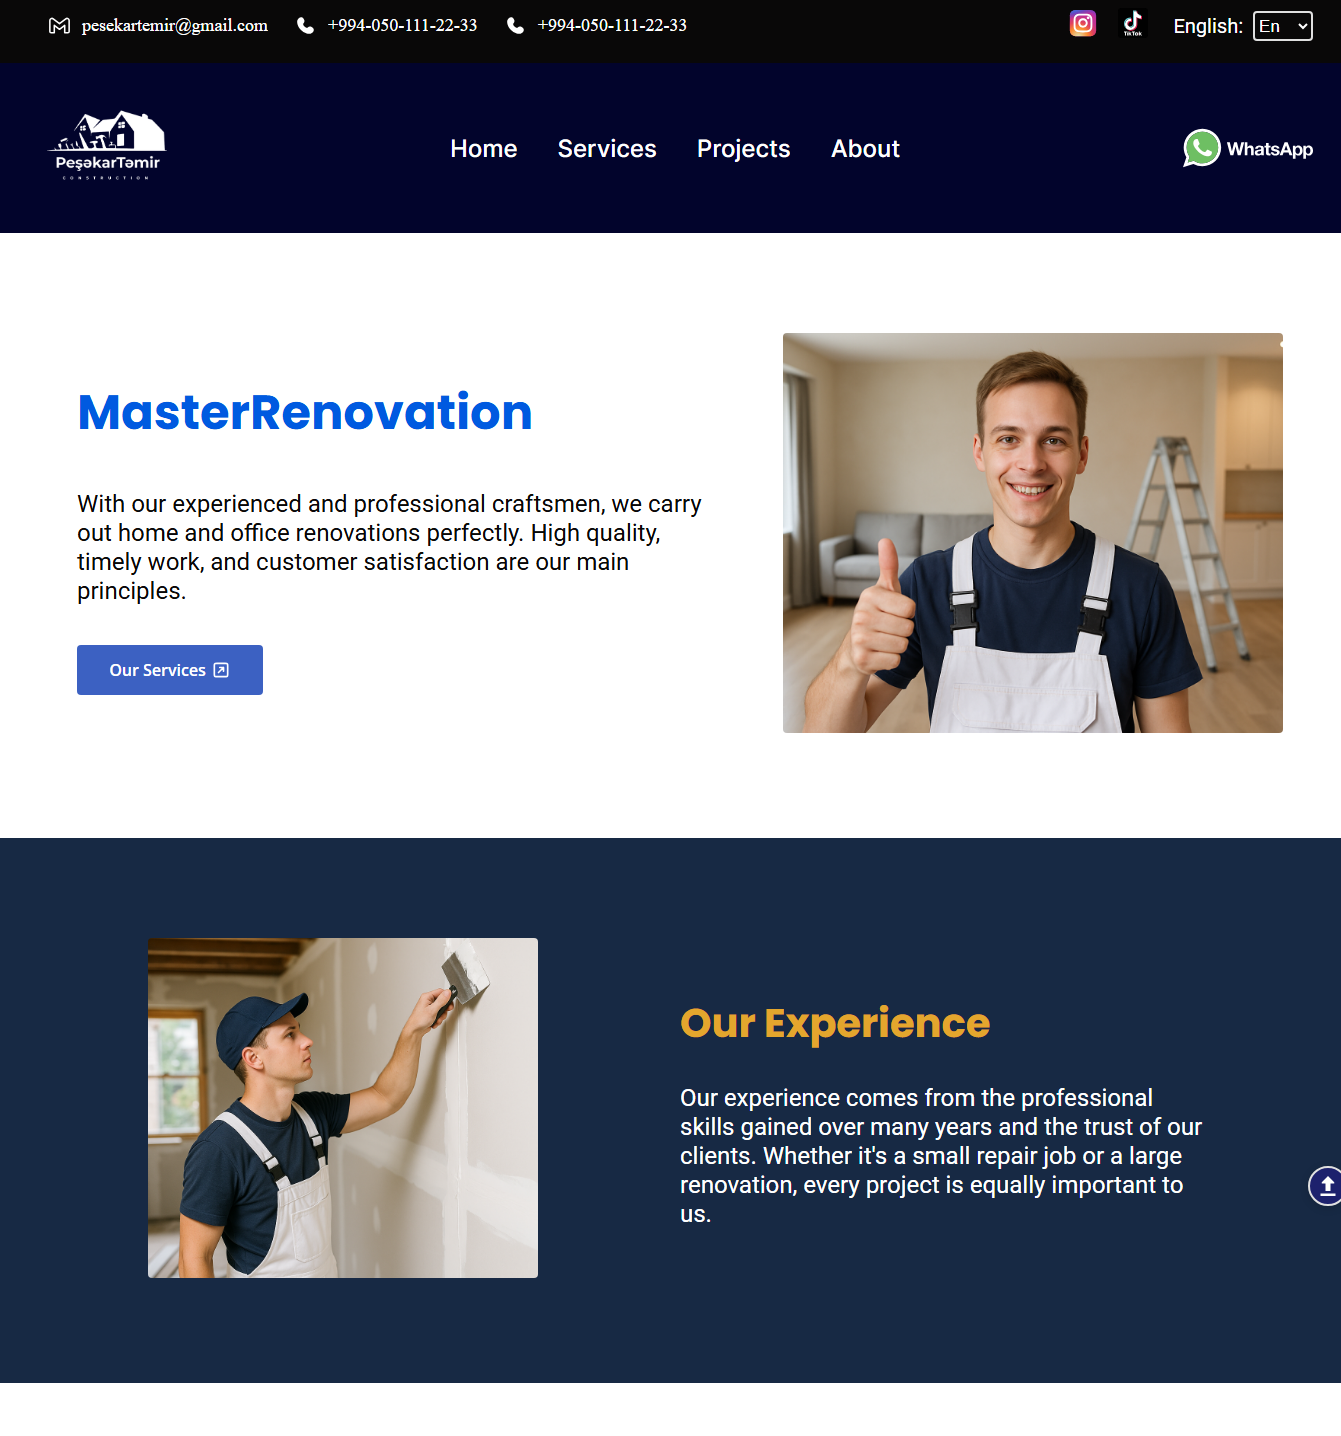 pesekartemir@gmail.com
+994-050-111-22-33
+994-050-111-22-33
TikTok
English:
En
PeşəkarTəmir
CONSTRUCTION
Home
Services
Projects
About
WhatsApp
MasterRenovation
With our experienced and professional craftsmen, we carry
out home and office renovations perfectly. High quality,
timely work, and customer satisfaction are our main
principles.
Our Services
Our Experience
Our experience comes from the professional
skills gained over many years and the trust of our
clients. Whether it's a small repair job or a large
renovation, every project is equally important to
us.